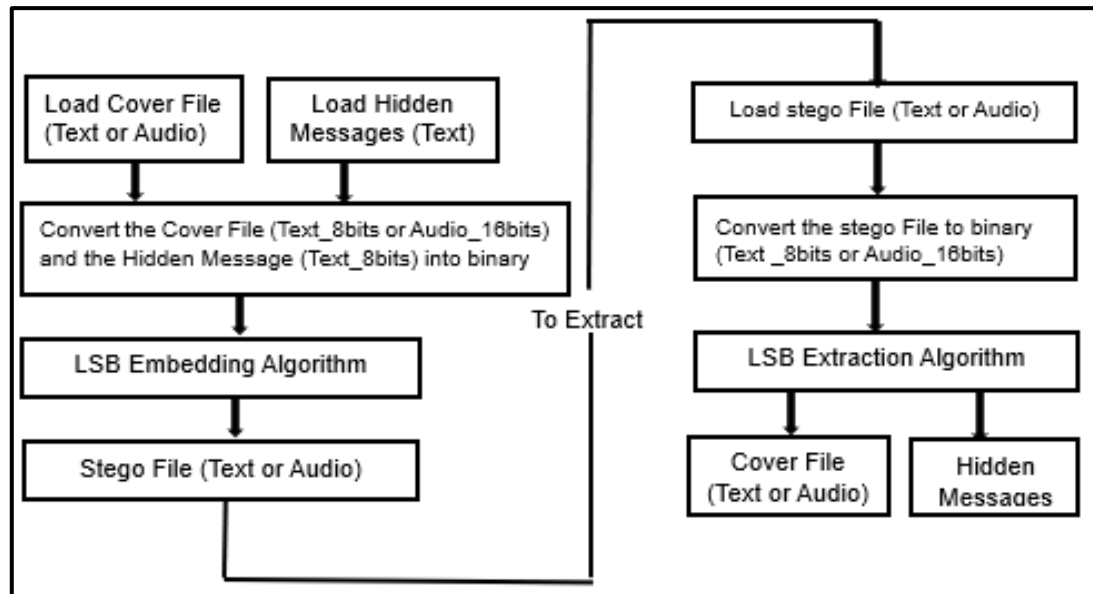 Load Cover File
(Text or Audio)
Load Hidden
Messages (Text)
Convert the Cover File (Text_8bits or Audio_16bits)
and the Hidden Message (Text_8bits) into binary
LSB Embedding Algorithm
Stego File (Text or Audio)
To Extract
Load stego File (Text or Audio)
Convert the stego File to binary
(Text _8bits or Audio_16bits)
LSB Extraction Algorithm
Cover File
(Text or Audio)
Hidden
Messages